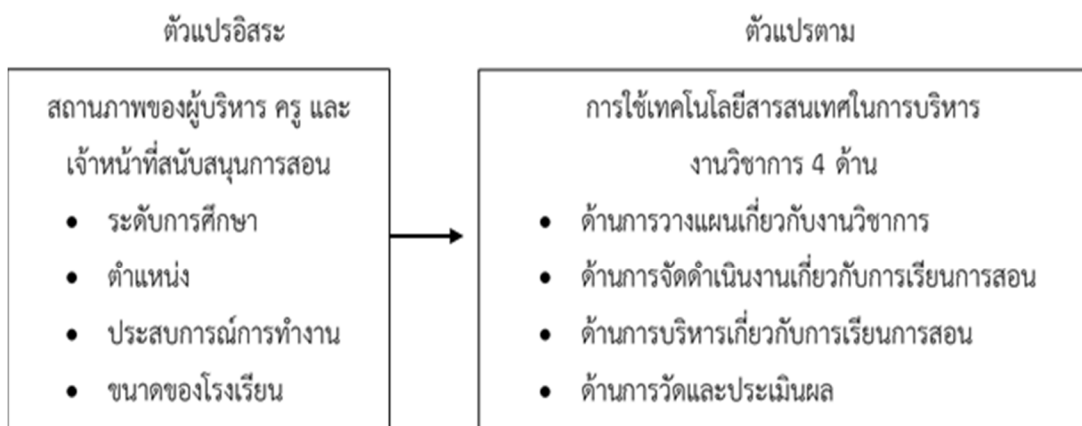 ตัวแปรอิสระ
สถานภาพของผู้บริหาร ครู และ
เจ้าหน้าที่สนับสนุนการสอน
• ระดับการศึกษา
• ตำแหน่ง
• ประสบการณ์การทำงาน
• ขนาดของโรงเรียน
ตัวแปรตาม
การใช้เทคโนโลยีสารสนเทศในการบริหาร
งานวิชาการ 4 ด้าน
• ด้านการวางแผนเกี่ยวกับงานวิชาการ
• ด้านการจัดดำเนินงานเกี่ยวกับการเรียนการสอน
• ด้านการบริหารเกี่ยวกับการเรียนการสอน
• ด้านการวัดและประเมินผล